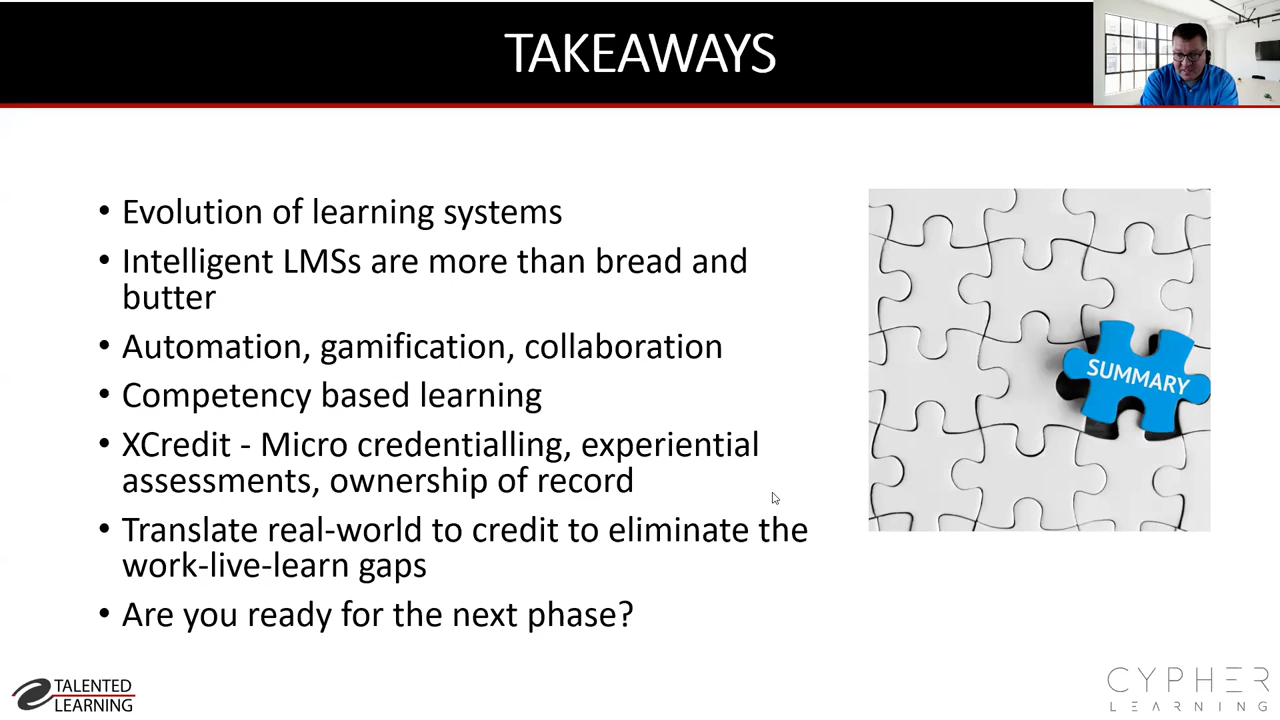 TAKEAWAYS
• Evolution of learning systems
• Intelligent LMSs are more than bread and
butter
• Automation, gamification, collaboration
• Competency based learning
• XCredit - Micro credentialling, experiential
assessments, ownership of record
• Translate real-world to credit to eliminate the
work-live-learn gaps
• Are you ready for the next phase?
SUMMARY
TALENTED
LEARNING
CYPHER
LEARNING